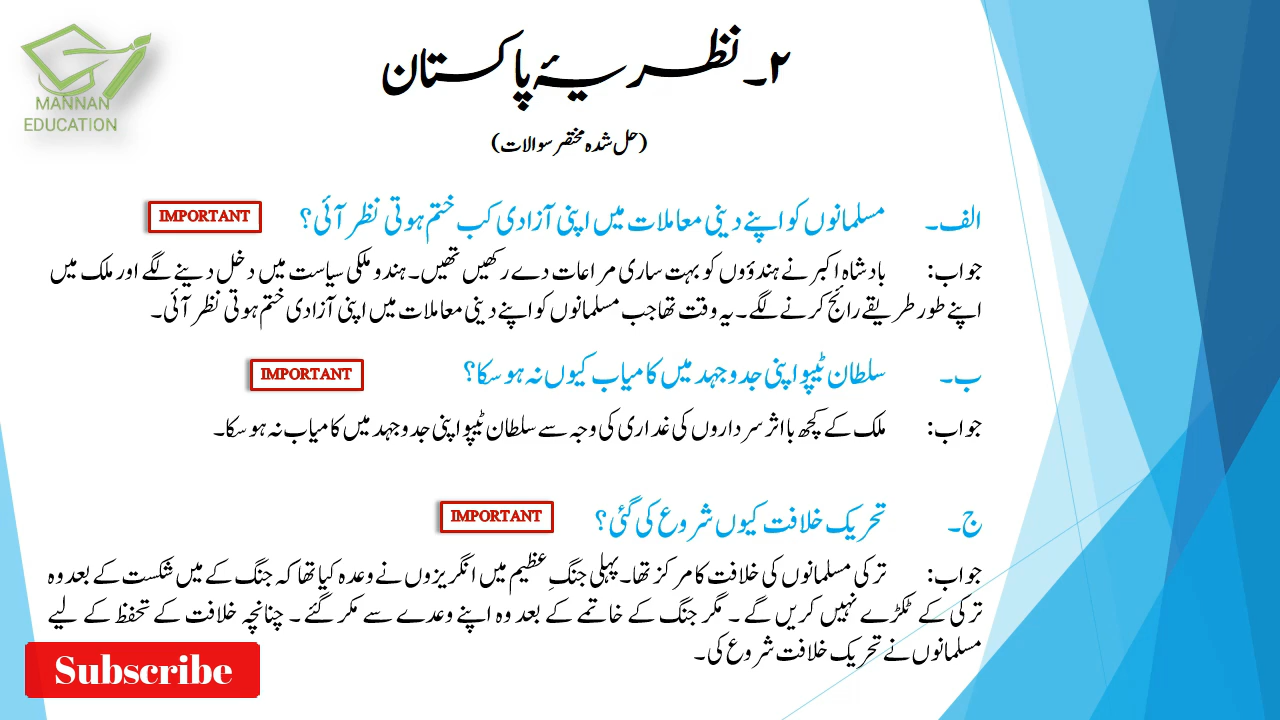 MANNAN
EDUCATION
۲۔ نظریۂ پاکستان
(حل شدہ مختصر سوالات)
الف۔ مسلمانوں کو اپنے دینی معاملات میں اپنی آزادی کب ختم ہوتی نظر آئی؟ IMPORTANT
جواب: بادشاہ اکبر نے ہندوؤں کو بہت ساری مراعات دے رکھیں تھیں۔ ہندو ملکی سیاست میں دخل دینے لگے اور ملک میں
اپنے طور طریقے رائج کرنے لگے۔ یہ وقت تھا جب مسلمانوں کو اپنے دینی معاملات میں اپنی آزادی ختم ہوتی نظر آئی۔
ب۔ سلطان ٹیپو اپنی جدوجہد میں کامیاب کیوں نہ ہو سکا؟ IMPORTANT
جواب: ملک کے کچھ بااثر سرداروں کی غداری کی وجہ سے سلطان ٹیپو اپنی جدوجہد میں کامیاب نہ ہو سکا۔
ج۔ تحریک خلافت کیوں شروع کی گئی؟ IMPORTANT
جواب: ترکی مسلمانوں کی خلافت کا مرکز تھا۔ پہلی جنگِ عظیم میں انگریزوں نے وعدہ کیا تھا کہ جنگ کے میں شکست کے بعد وہ
ترکی کے ٹکڑے نہیں کریں گے۔ مگر جنگ کے خاتمے کے بعد وہ اپنے وعدے سے مکر گئے۔ چنانچہ خلافت کے تحفظ کے لیے
مسلمانوں نے تحریک خلافت شروع کی۔
Subscribe